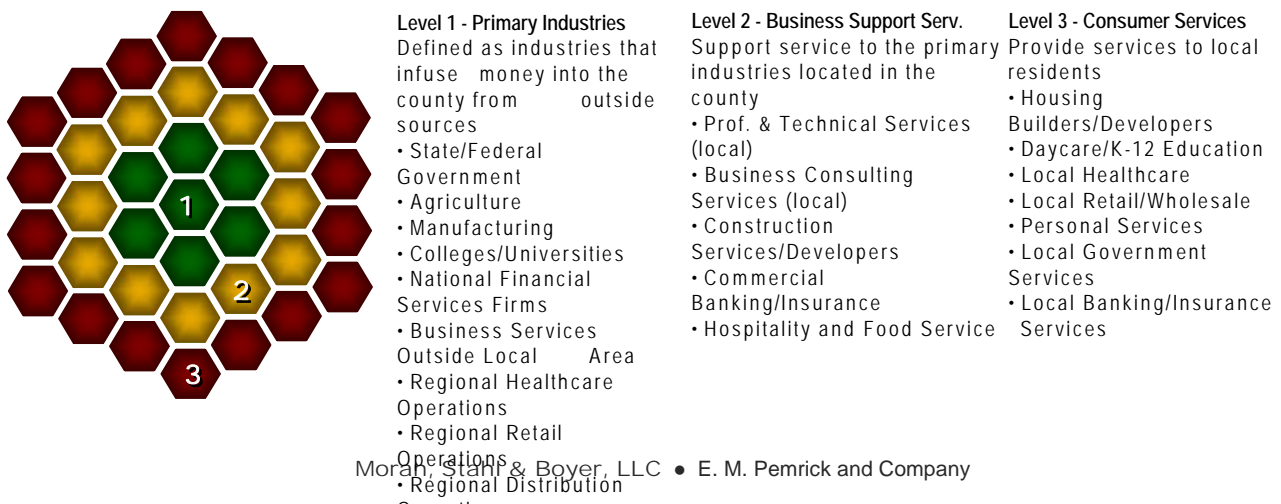 1
2
3
Level 1 - Primary Industries
Defined as industries that
infuse money into the
county from outside
sources
• State/Federal
Government
• Agriculture
• Manufacturing
• Colleges/Universities
• National Financial
Services Firms
• Business Services
Outside Local Area
• Regional Healthcare
Operations
• Regional Retail
Operations
• Regional Distribution
Level 2 - Business Support Serv.
Support service to the primary
industries located in the
county
• Prof. & Technical Services
(local)
• Business Consulting
Services (local)
• Construction
Services/Developers
• Commercial
Banking/Insurance
• Hospitality and Food Service
Level 3 - Consumer Services
Provide services to local
residents
• Housing
Builders/Developers
• Daycare/K-12 Education
• Local Healthcare
• Local Retail/Wholesale
• Personal Services
• Local Government
Services
• Local Banking/Insurance
Services
Moran, Stahl & Boyer, LLC ● E. M. Pemrick and Company